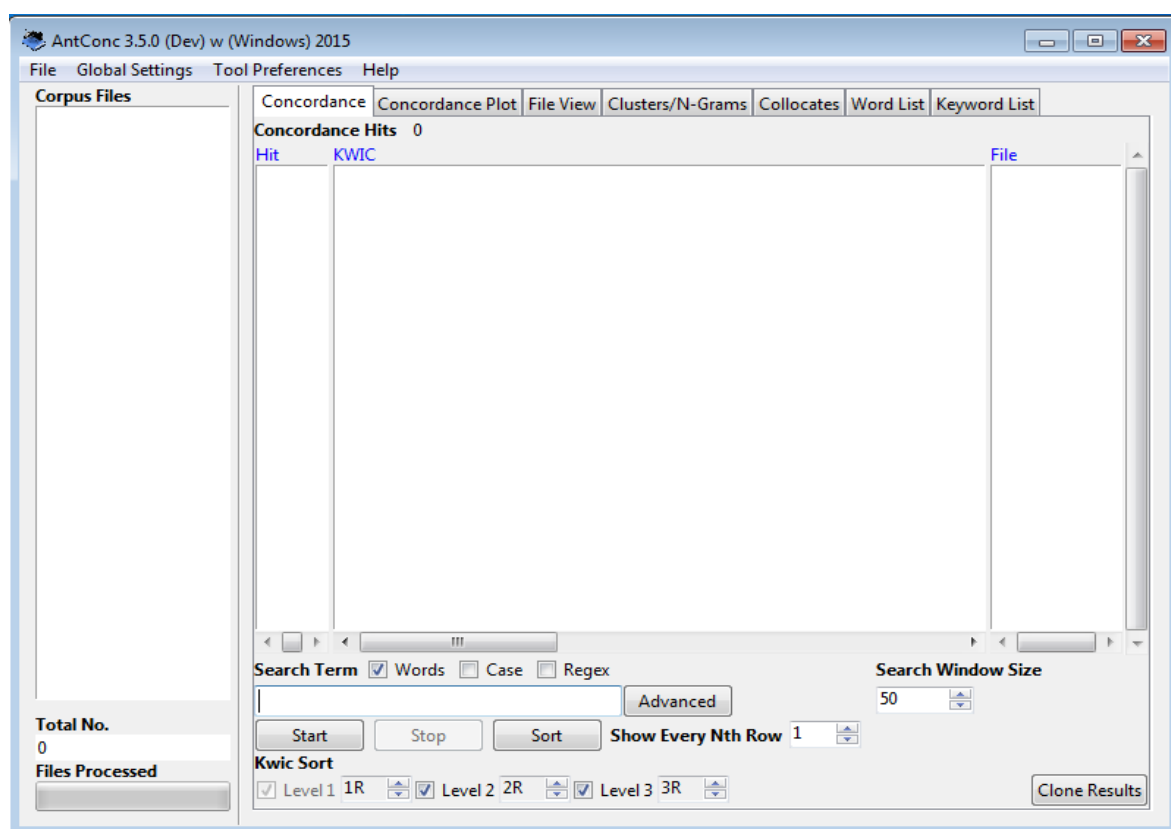 AntConc 3.5.0 (Dev) w (Windows) 2015
File Global Settings Tool Preferences Help
Corpus Files
Concordance Concordance Plot File View Clusters/N-Grams Collocates Word List Keyword List
Concordance Hits 0
Hit KWIC File
Search Term Words Case Regex Search Window Size
Advanced 50
Total No.
0
Start Stop Sort Show Every Nth Row 1
Files Processed
Kwic Sort
Level 1 1R Level 2 2R Level 3 3R Clone Results